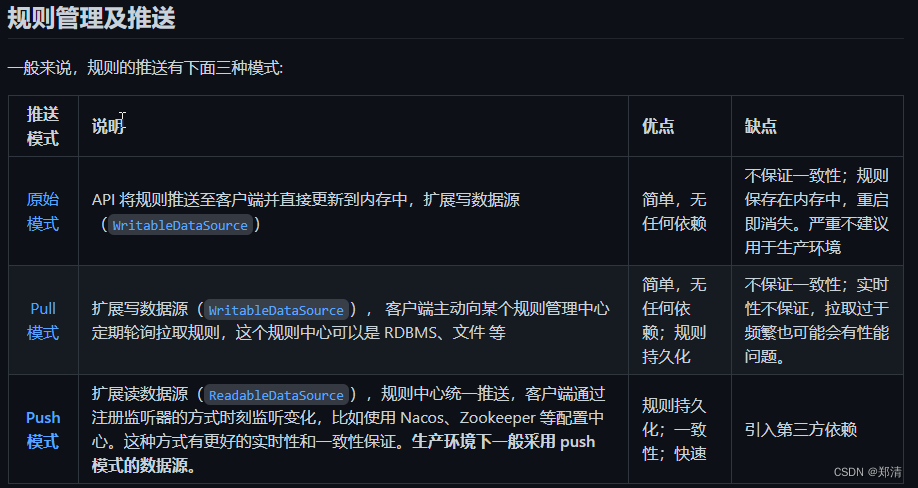 规则管理及推送
一般来说，规则的推送有下面三种模式:
推送
模式
说明
优点
缺点
原始
模式
API 将规则推送至客户端并直接更新到内存中，扩展写数据源
（WritableDataSource）
简单，无
任何依赖
不保证一致性；规则
保存在内存中，重启
即消失。严重不建议
用于生产环境
Pull
模式
扩展写数据源（WritableDataSource），客户端主动向某个规则管理中心
定期轮询拉取规则，这个规则中心可以是 RDBMS、文件 等
简单，无
任何依
赖；规则
持久化
不保证一致性；实时
性不保证，拉取过于
频繁也可能会有性能
问题。
Push
模式
扩展读数据源（ReadableDataSource），规则中心统一推送，客户端通过
注册监听器的方式时刻监听变化，比如使用 Nacos、Zookeeper 等配置中
心。这种方式有更好的实时性和一致性保证。生产环境下一般采用 push
模式的数据源。
规则持久
化；一致
性；快速
引入第三方依赖
CSDN @郑清